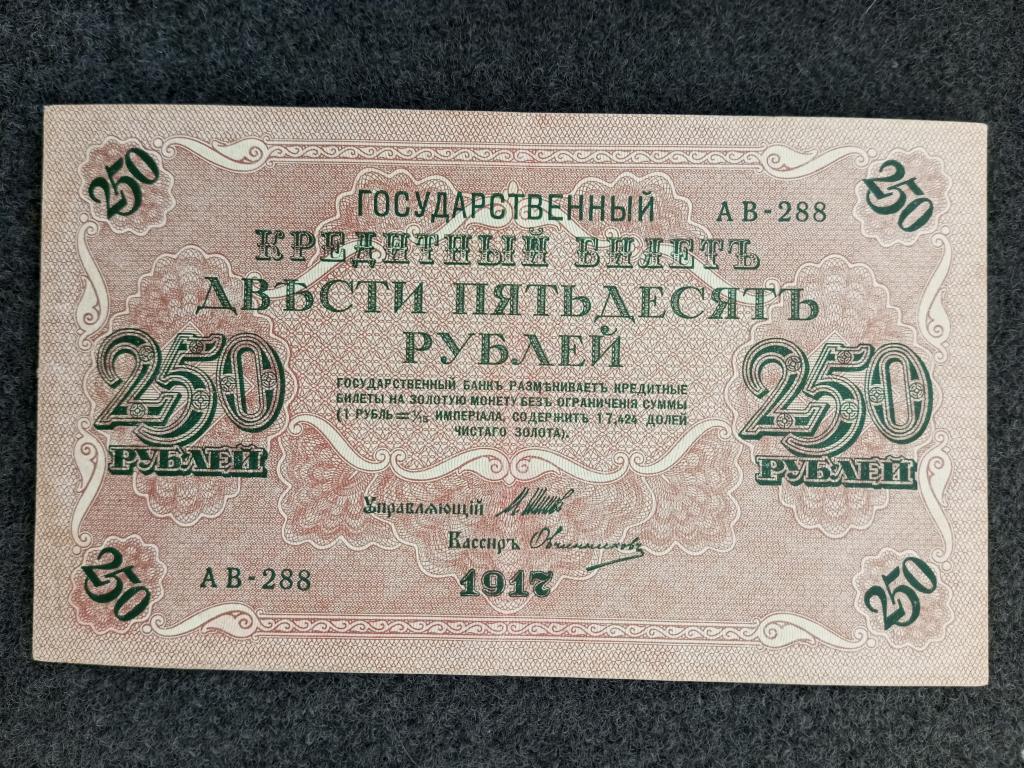 250
250
ГОСУДАРСТВЕННЫЙ
АВ-288
КРЕДИТНЫЙ БИЛЕТЪ
ДВѢСТИ ПЯТЬДЕСЯТЪ
РУБЛЕЙ
250
РУБЛЕЙ
ГОСУДАРСТВЕННЫЙ БАНКЪ РАЗМѢНИВАЕТЪ КРЕДИТНЫЕ
БИЛЕТЫ НА ЗОЛОТУЮ МОНЕТУ БЕЗЪ ОГРАНИЧЕНІЯ СУММЫ
(1 РУБЛЬ = 1/15 ИМПЕРІАЛА, СОДЕРЖИТЪ 17,424 ДОЛЕЙ
ЧИСТАГО ЗОЛОТА).
250
РУБЛЕЙ
Управляющій И. Шипов
Кассиръ Овчинниковъ
АВ-288
1917
250
250